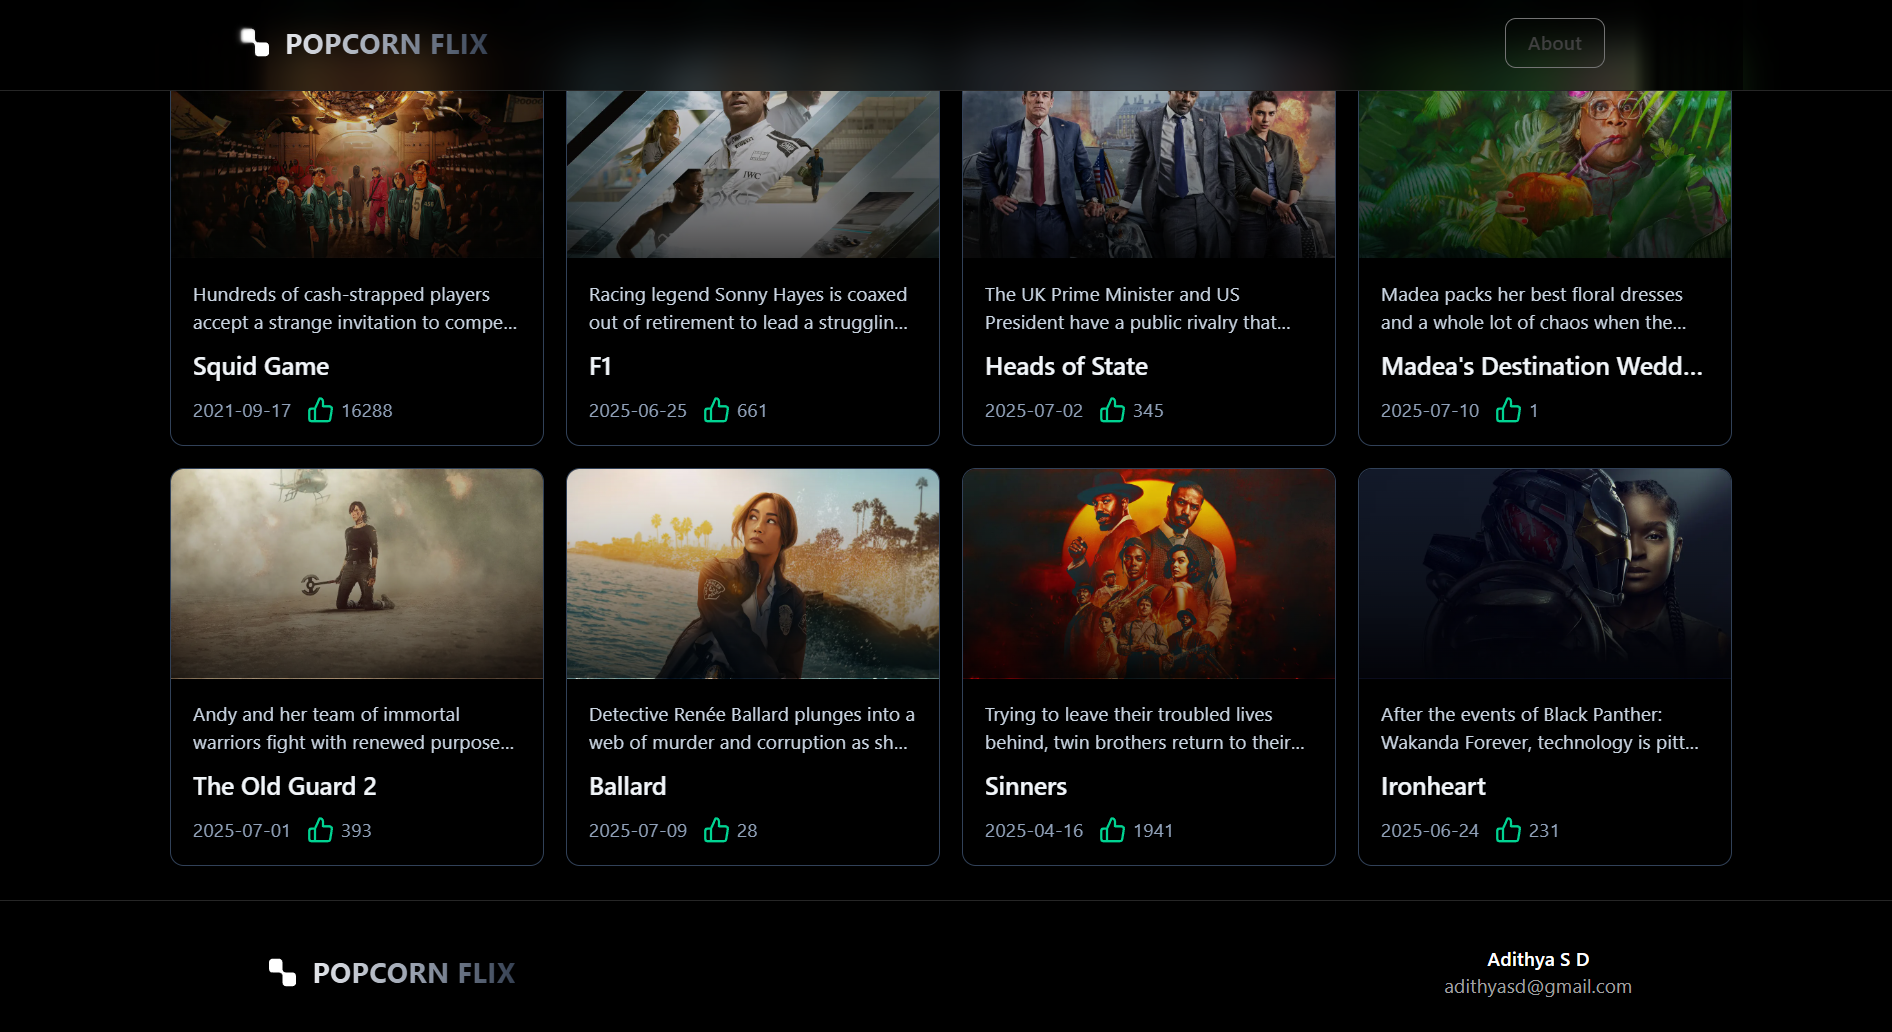 POPCORN FLIX
About
Hundreds of cash-strapped players
accept a strange invitation to compe...
Squid Game
2021-09-17 16288
Racing legend Sonny Hayes is coaxed
out of retirement to lead a strugglin...
F1
2025-06-25 661
IWC
The UK Prime Minister and US
President have a public rivalry that...
Heads of State
2025-07-02 345
Madea packs her best floral dresses
and a whole lot of chaos when the...
Madea's Destination Wedd...
2025-07-10 1
Andy and her team of immortal
warriors fight with renewed purpose...
The Old Guard 2
2025-07-01 393
Detective Renée Ballard plunges into a
web of murder and corruption as sh...
Ballard
2025-07-09 28
Trying to leave their troubled lives
behind, twin brothers return to their...
Sinners
2025-04-16 1941
After the events of Black Panther:
Wakanda Forever, technology is pitt...
Ironheart
2025-06-24 231
POPCORN FLIX
Adithya S D
adithyasd@gmail.com